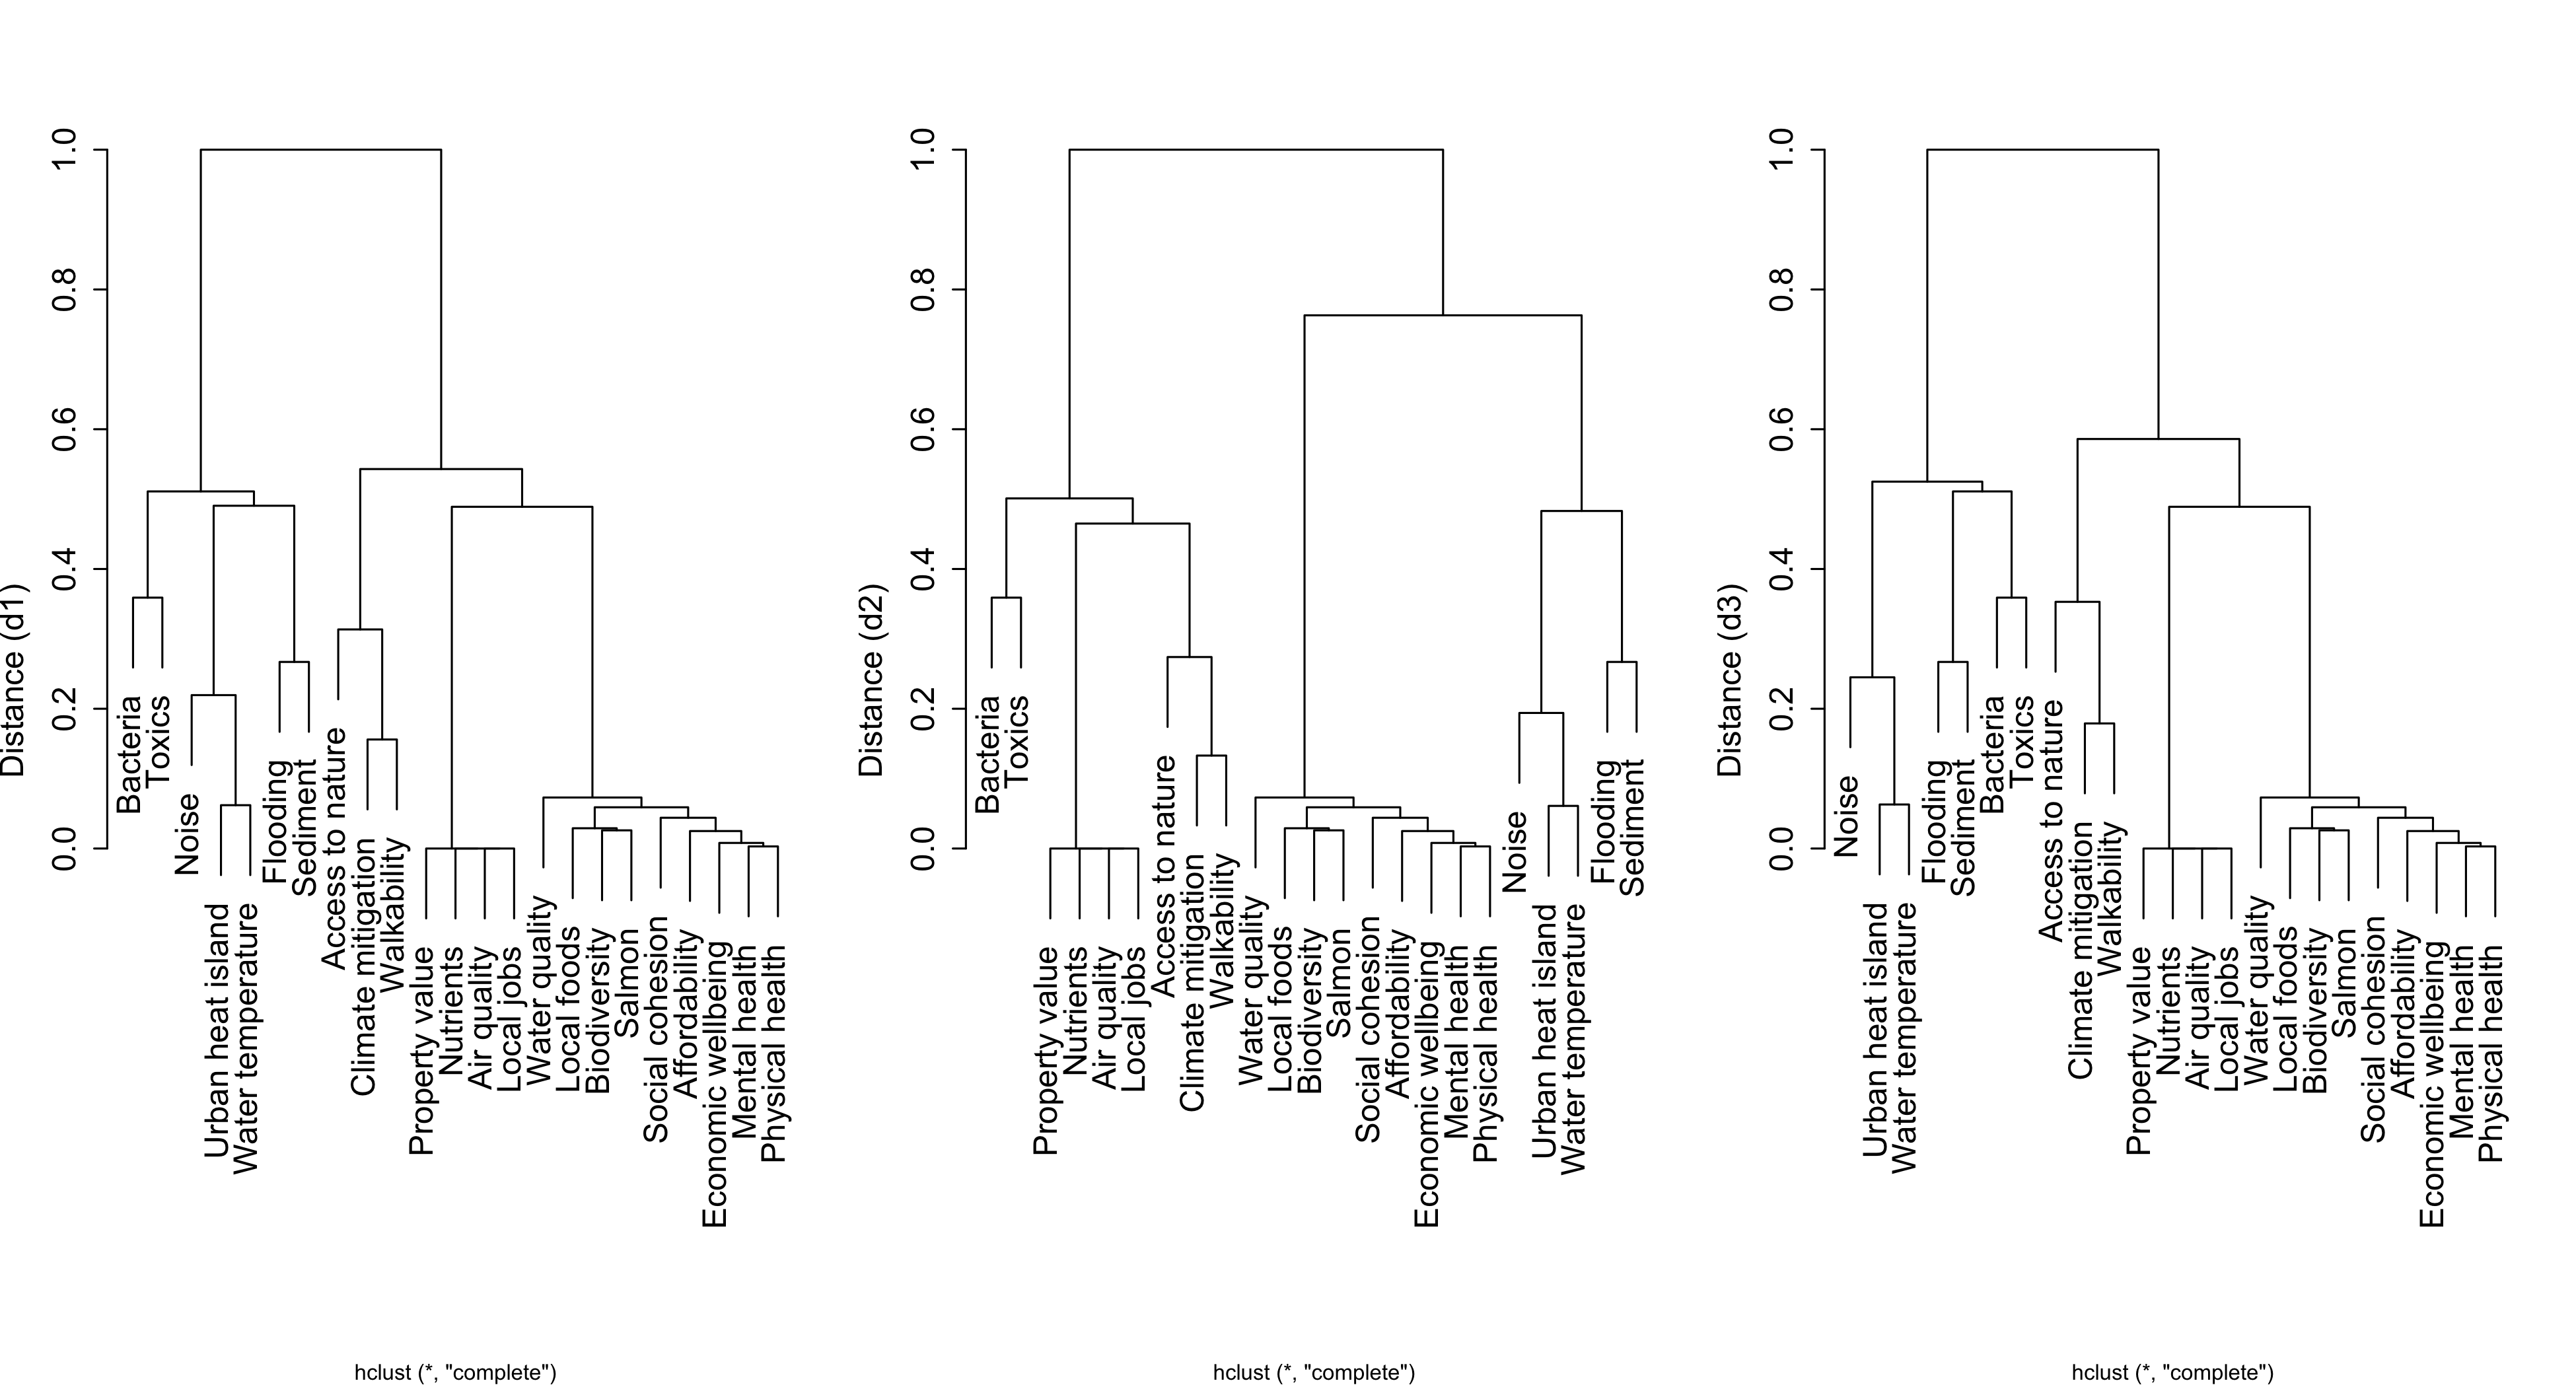 Distance (d1)
1.0
0.8
0.6
0.4
0.2
0.0
Bacteria
Toxics
Noise
Urban heat island
Water temperature
Flooding
Sediment
Access to nature
Climate mitigation
Walkability
Property value
Nutrients
Air quality
Local jobs
Water quality
Local foods
Biodiversity
Salmon
Social cohesion
Affordability
Economic wellbeing
Mental health
Physical health
hclust (*, "complete")
Distance (d2)
1.0
0.8
0.6
0.4
0.2
0.0
Bacteria
Toxics
Property value
Nutrients
Air quality
Local jobs
Access to nature
Climate mitigation
Walkability
Water quality
Local foods
Biodiversity
Salmon
Social cohesion
Affordability
Economic wellbeing
Mental health
Physical health
Noise
Urban heat island
Water temperature
Flooding
Sediment
hclust (*, "complete")
Distance (d3)
1.0
0.8
0.6
0.4
0.2
0.0
Noise
Urban heat island
Water temperature
Flooding
Sediment
Bacteria
Toxics
Access to nature
Climate mitigation
Walkability
Property value
Nutrients
Air quality
Local jobs
Water quality
Local foods
Biodiversity
Salmon
Social cohesion
Affordability
Economic wellbeing
Mental health
Physical health
hclust (*, "complete")